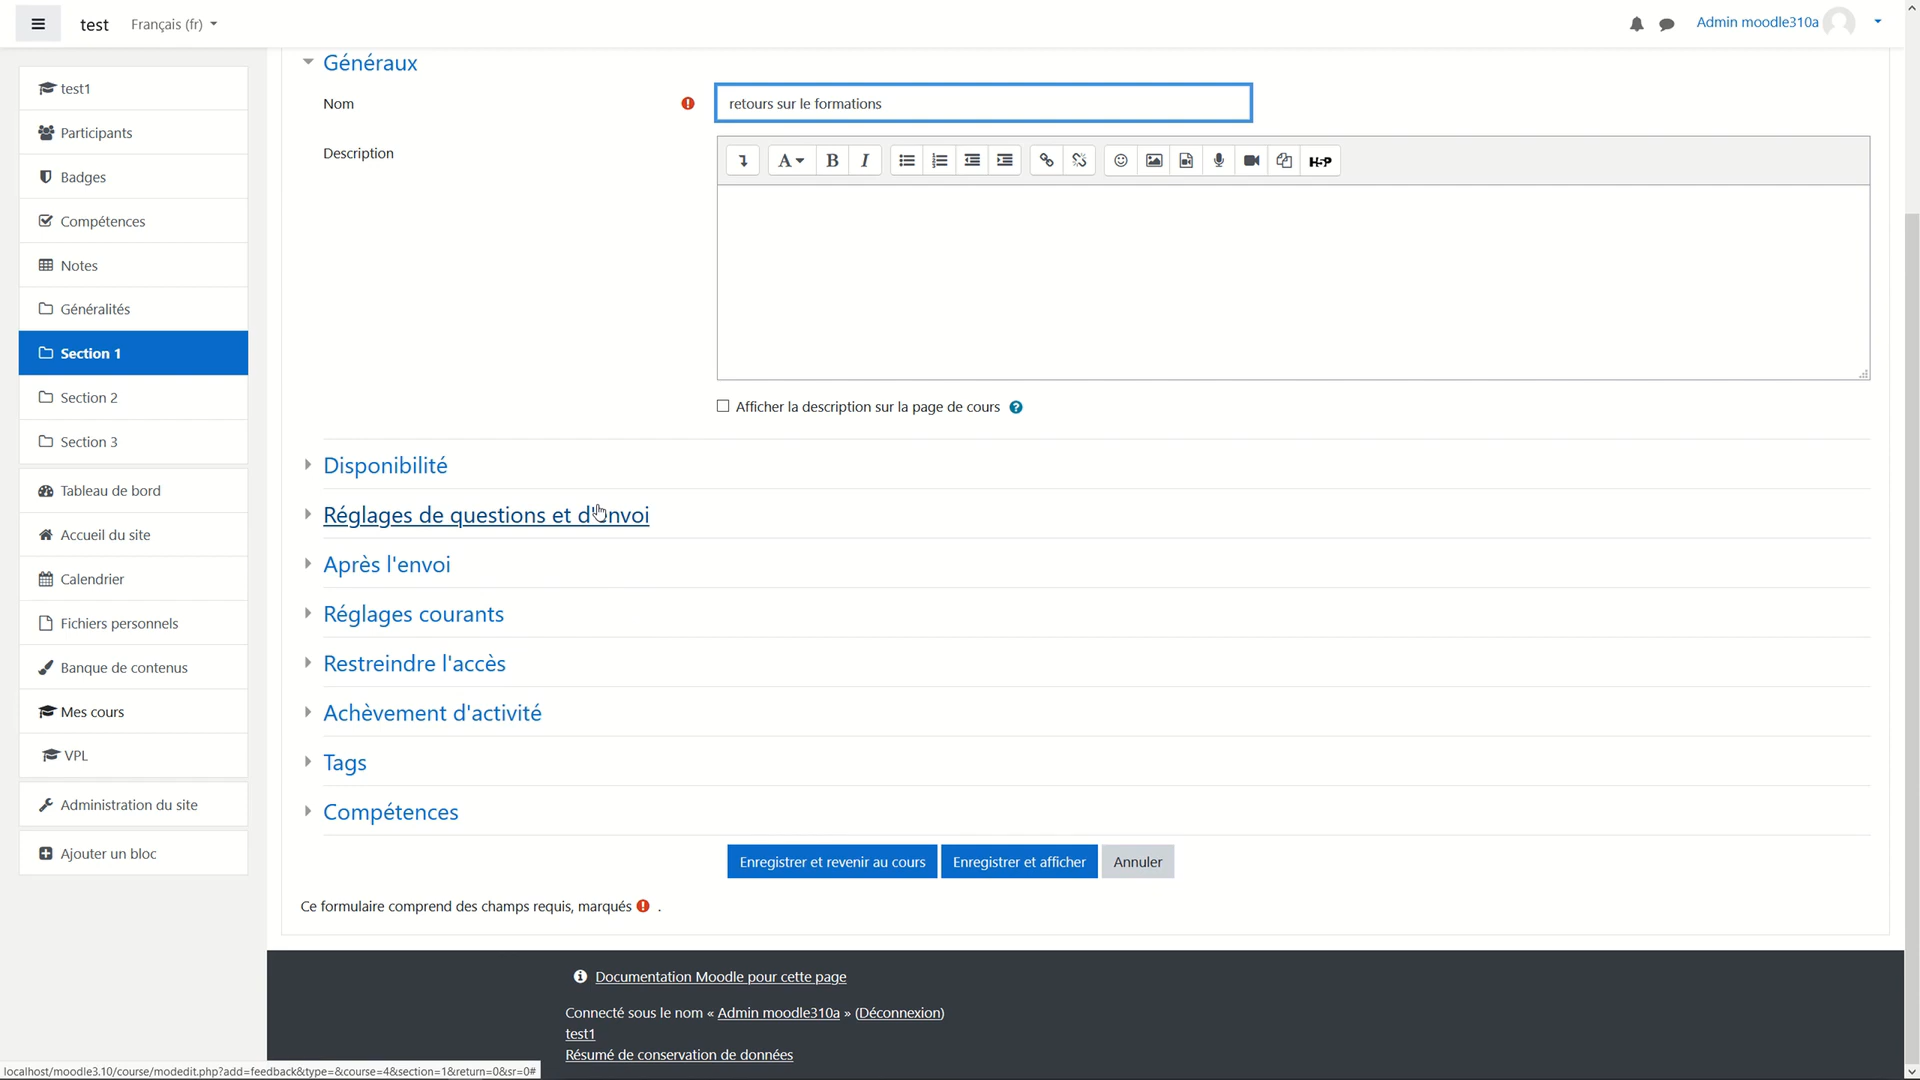 test Français (fr) Admin moodle310a
test1
Participants
Badges
Compétences
Notes
Généralités
Section 1
Section 2
Section 3
Tableau de bord
Accueil du site
Calendrier
Fichiers personnels
Banque de contenus
Mes cours
VPL
Administration du site
Ajouter un bloc
Généraux
Nom
retours sur le formations
Description
A B I H-P
Afficher la description sur la page de cours
Disponibilité
Réglages de questions et d'envoi
Après l'envoi
Réglages courants
Restreindre l'accès
Achèvement d'activité
Tags
Compétences
Enregistrer et revenir au cours Enregistrer et afficher Annuler
Ce formulaire comprend des champs requis, marqués .
Documentation Moodle pour cette page
Connecté sous le nom « Admin moodle310a » (Déconnexion)
test1
Résumé de conservation de données
localhost/moodle3.10/course/modedit.php?add=feedback&type=&course=4&section=1&return=0&sr=0#